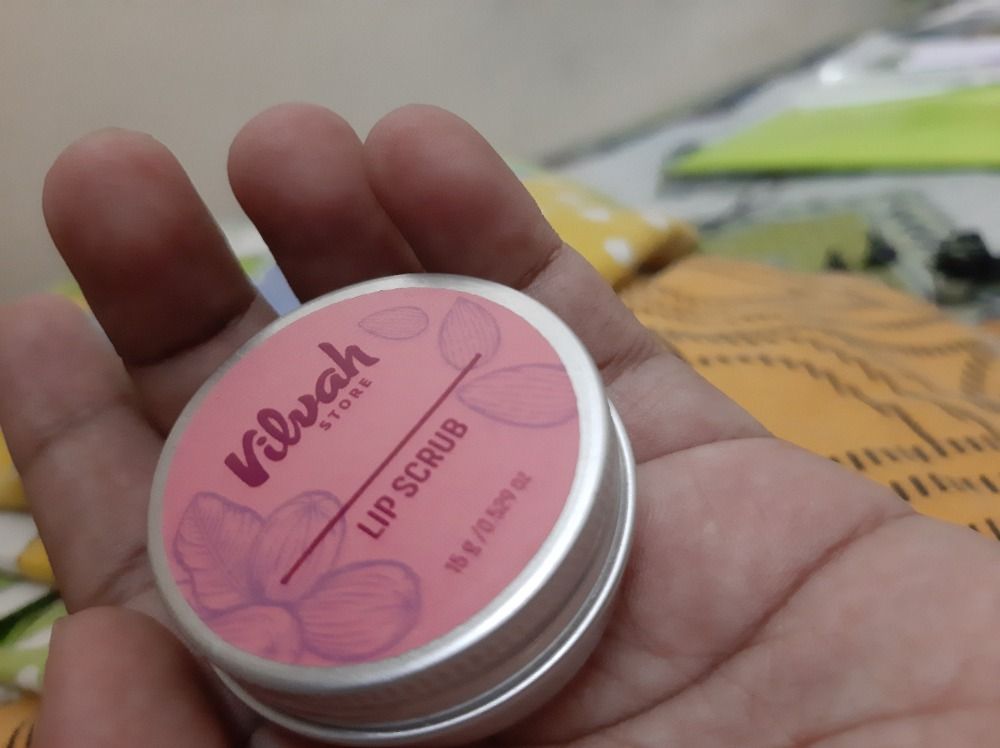 Vilvah
STORE
LIP SCRUB
15 g / 0.529 oz